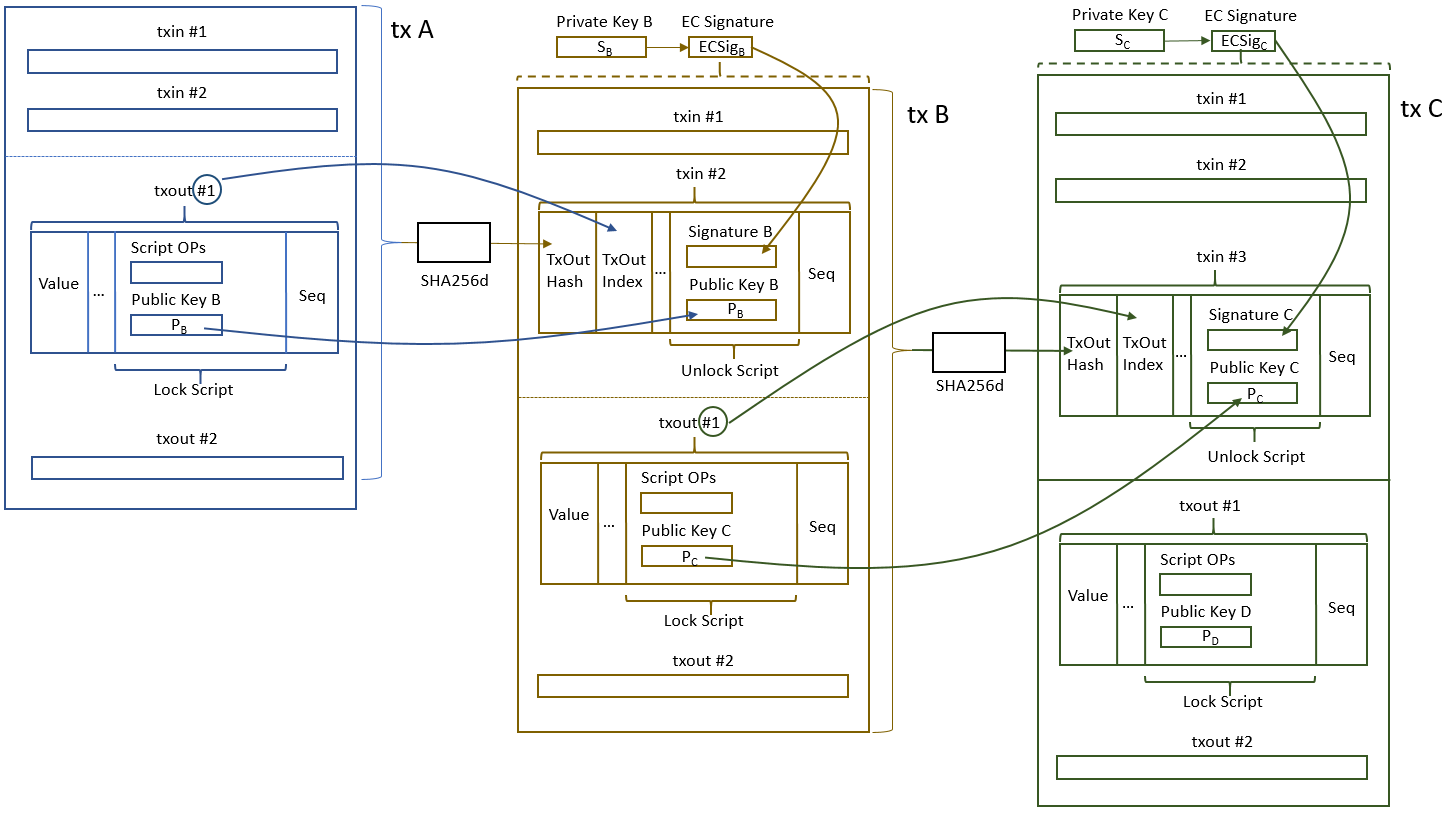 tx A
txin #1
txin #2
txout #1
Value
...
Script OPs
Public Key B
P_B
Seq
Lock Script
txout #2
SHA256d
Private Key B
S_B
EC Signature
ECSig_B
tx B
txin #1
txin #2
TxOut
Hash
TxOut
Index
...
Signature B
Public Key B
P_B
Seq
Unlock Script
txout #1
Value
...
Script OPs
Public Key C
P_C
Seq
Lock Script
txout #2
SHA256d
Private Key C
S_C
EC Signature
ECSig_C
tx C
txin #1
txin #2
txin #3
TxOut
Hash
TxOut
Index
...
Signature C
Public Key C
P_C
Seq
Unlock Script
txout #1
Value
...
Script OPs
Public Key D
P_D
Seq
Lock Script
txout #2